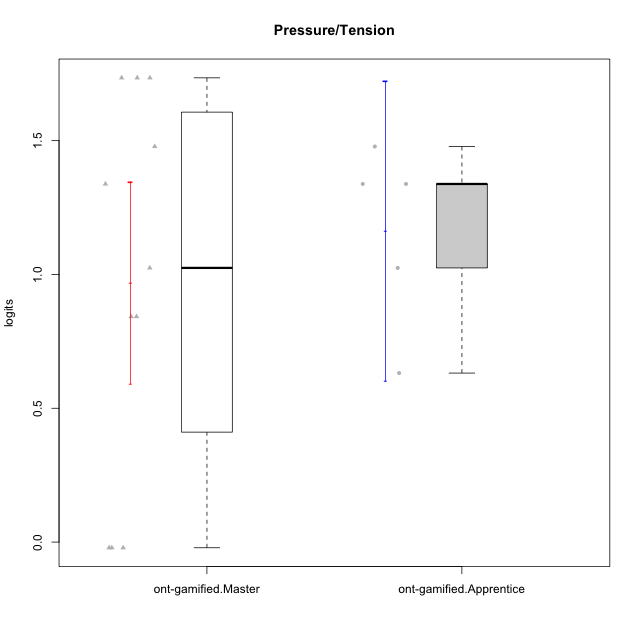 Pressure/Tension
logits
1.5
1.0
0.5
0.0
ont-gamified.Master
ont-gamified.Apprentice